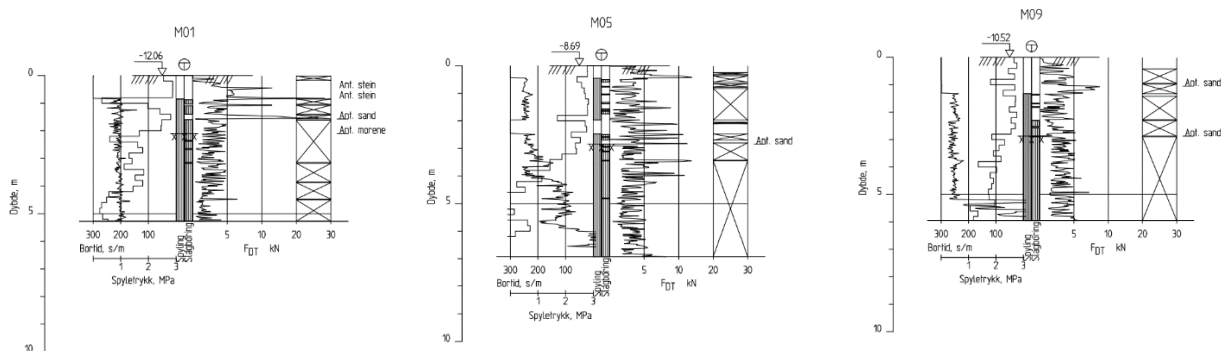 M01
-12.06
T
0
Ant. stein
Ant. stein
Ant. sand
Ant. morene
Dybde, m
5
300 200 100
5 10 20 30
Bortid, s/m
FDT kN
1 2 3
Spyling
Slagboring
Spyletrykk, MPa
10
M05
-8.69
T
0
Ant. sand
Dybde, m
5
300 200 100
5 10 20 30
Bortid, s/m
FDT kN
1 2 3
Spyling
Slagboring
Spyletrykk, MPa
10
M09
-10.52
T
0
Ant. sand
Ant. sand
Dybde, m
5
300 200 100
5 10 20 30
Bortid, s/m
FDT kN
1 2 3
Spyling
Slagboring
Spyletrykk, MPa
10